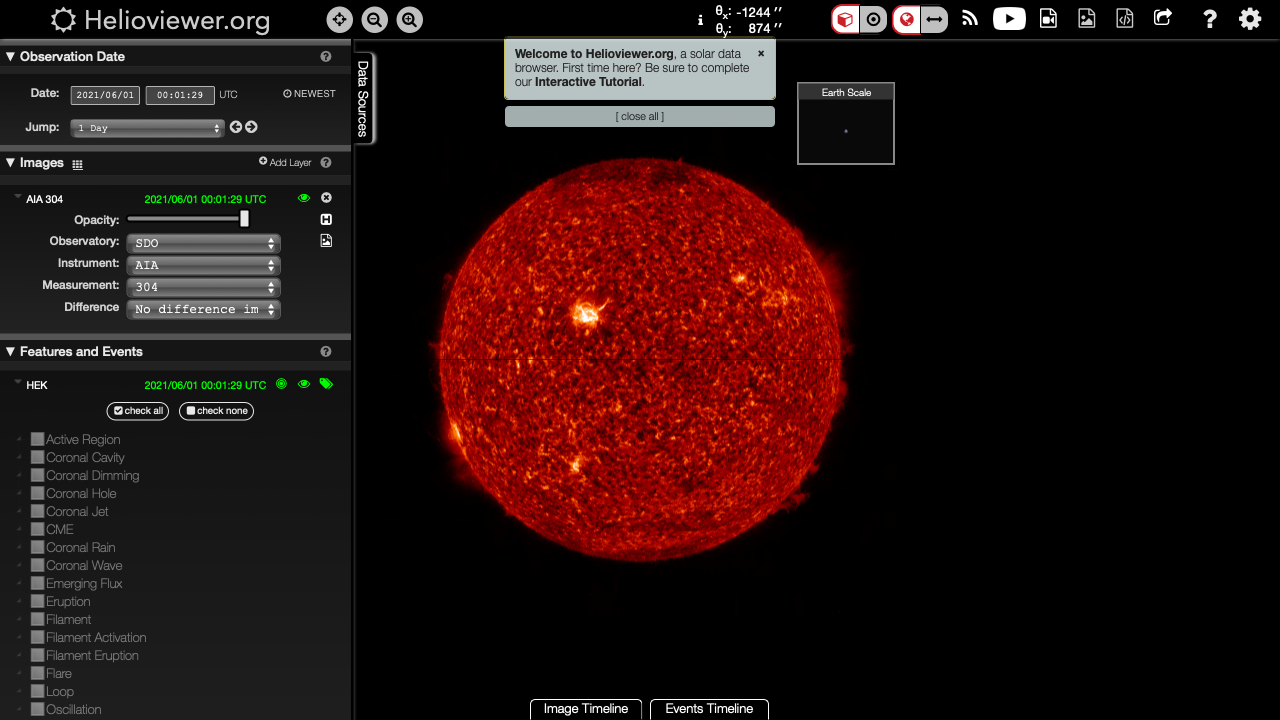 Helioviewer.org
θx: -1244 ″
θy: 874 ″
Observation Date
Date: 2021/06/01 00:01:29 UTC NEWEST
Jump: 1 Day
Images
Add Layer
AIA 304 2021/06/01 00:01:29 UTC
Opacity:
Observatory: SDO
Instrument: AIA
Measurement: 304
Difference No difference im
Features and Events
HEK 2021/06/01 00:01:29 UTC
check all check none
Active Region
Coronal Cavity
Coronal Dimming
Coronal Hole
Coronal Jet
CME
Coronal Rain
Coronal Wave
Emerging Flux
Eruption
Filament
Filament Activation
Filament Eruption
Flare
Loop
Oscillation
Data Sources
Welcome to Helioviewer.org, a solar data
browser. First time here? Be sure to complete
our Interactive Tutorial.
[ close all ]
Earth Scale
Image Timeline
Events Timeline